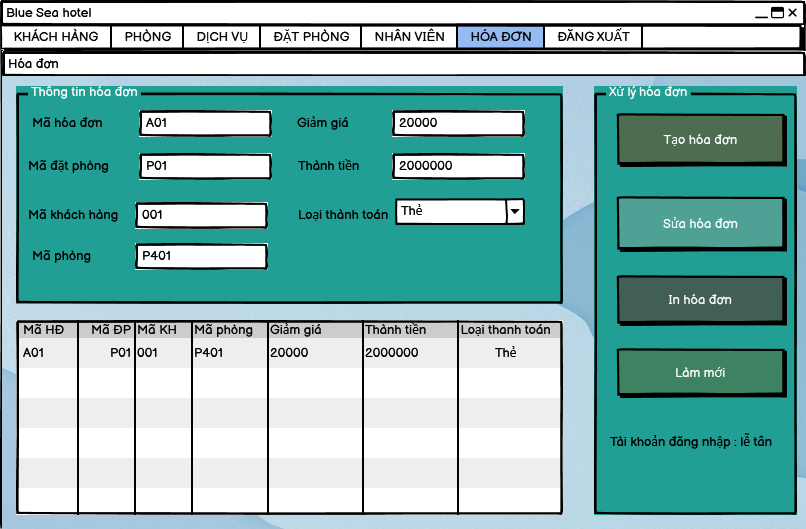 Blue Sea hotel
KHÁCH HÀNG PHÒNG DỊCH VỤ ĐẶT PHÒNG NHÂN VIÊN HÓA ĐƠN ĐĂNG XUẤT
Hóa đơn
Thông tin hóa đơn
Mã hóa đơn A01 Giảm giá 20000
Mã đặt phòng P01 Thành tiền 2000000
Mã khách hàng 001 Loại thành toán Thẻ
Mã phòng P401
Mã HĐ Mã ĐP Mã KH Mã phòng Giảm giá Thành tiền Loại thanh toán
A01 P01 001 P401 20000 2000000 Thẻ
Xử lý hóa đơn
Tạo hóa đơn
Sửa hóa đơn
In hóa đơn
Làm mới
Tài khoản đăng nhập : lễ tân